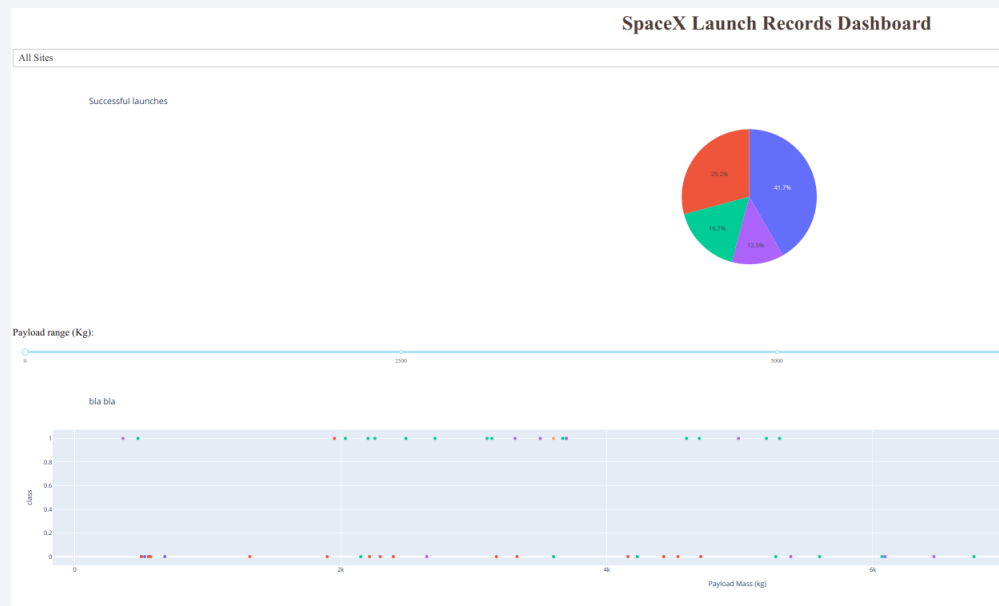 SpaceX Launch Records Dashboard
All Sites
Successful launches
29.2%
41.7%
16.7%
12.5%
Payload range (Kg):
0
2500
5000
bla bla
1
0.8
0.6
0.4
0.2
0
class
0
2k
4k
6k
Payload Mass (kg)